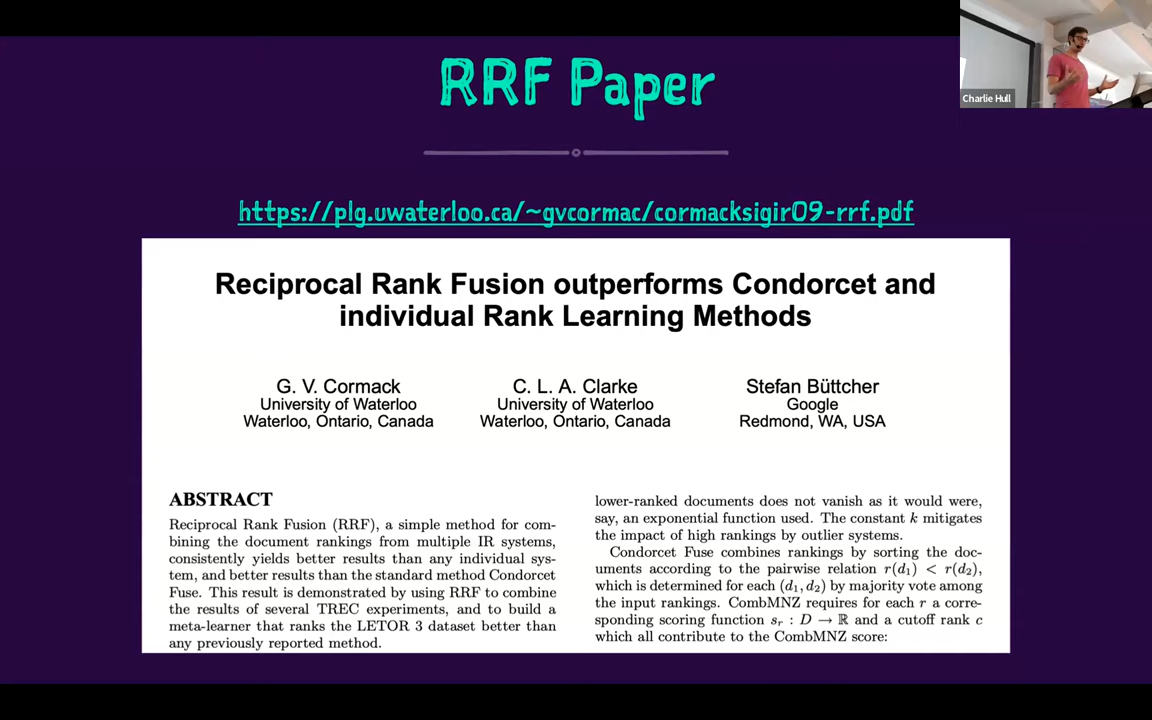 RRF Paper
Charlie Hull
https://plg.uwaterloo.ca/~gvcormac/cormacksigir09-rrf.pdf
Reciprocal Rank Fusion outperforms Condorcet and
individual Rank Learning Methods
G. V. Cormack
University of Waterloo
Waterloo, Ontario, Canada
C. L. A. Clarke
University of Waterloo
Waterloo, Ontario, Canada
Stefan Büttcher
Google
Redmond, WA, USA
ABSTRACT
Reciprocal Rank Fusion (RRF), a simple method for com-
bining the document rankings from multiple IR systems,
consistently yields better results than any individual sys-
tem, and better results than the standard method Condorcet
Fuse. This result is demonstrated by using RRF to combine
the results of several TREC experiments, and to build a
meta-learner that ranks the LETOR 3 dataset better than
any previously reported method.
lower-ranked documents does not vanish as it would were,
say, an exponential function used. The constant k mitigates
the impact of high rankings by outlier systems.
Condorcet Fuse combines rankings by sorting the doc-
uments according to the pairwise relation r(d₁) < r(d₂),
which is determined for each (d₁, d₂) by majority vote among
the input rankings. CombMNZ requires for each r a corre-
sponding scoring function sᵣ : D → ℝ and a cutoff rank c
which all contribute to the CombMNZ score: